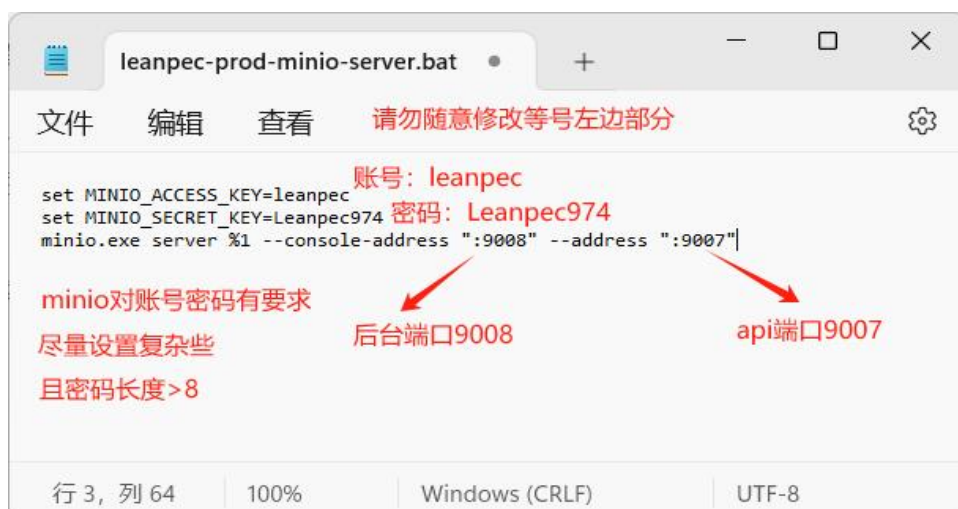 leanpec-prod-minio-server.bat
文件 编辑 查看 请勿随意修改等号左边部分
账号：leanpec
set MINIO_ACCESS_KEY=leanpec
set MINIO_SECRET_KEY=Leanpec974 密码：Leanpec974
minio.exe server %1 --console-address ":9008" --address ":9007"
minio对账号密码有要求
尽量设置复杂些
且密码长度>8
后台端口9008
api端口9007
行 3，列 64 100% Windows (CRLF) UTF-8